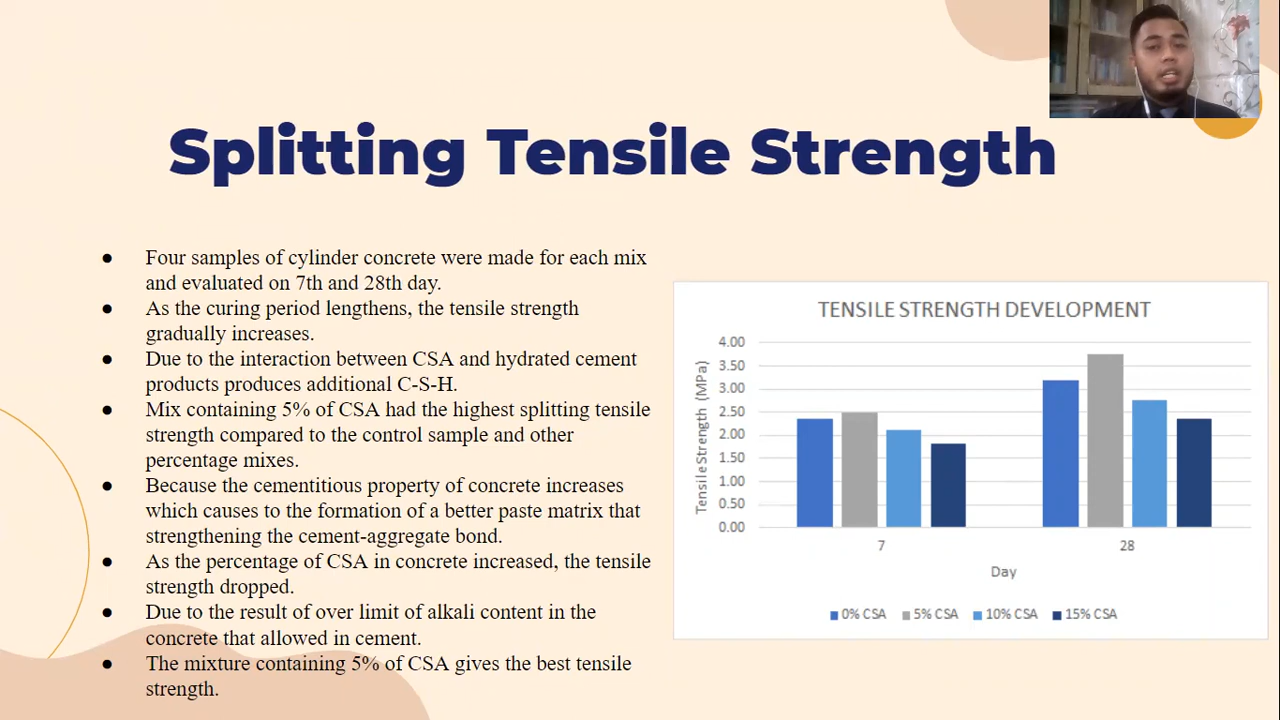 Splitting Tensile Strength
● Four samples of cylinder concrete were made for each mix
and evaluated on 7th and 28th day.
● As the curing period lengthens, the tensile strength
gradually increases.
● Due to the interaction between CSA and hydrated cement
products produces additional C-S-H.
● Mix containing 5% of CSA had the highest splitting tensile
strength compared to the control sample and other
percentage mixes.
● Because the cementitious property of concrete increases
which causes to the formation of a better paste matrix that
strengthening the cement-aggregate bond.
● As the percentage of CSA in concrete increased, the tensile
strength dropped.
● Due to the result of over limit of alkali content in the
concrete that allowed in cement.
● The mixture containing 5% of CSA gives the best tensile
strength.
TENSILE STRENGTH DEVELOPMENT
Tensile Strength (MPa)
4.00
3.50
3.00
2.50
2.00
1.50
1.00
0.50
0.00
7 28
Day
0% CSA 5% CSA 10% CSA 15% CSA